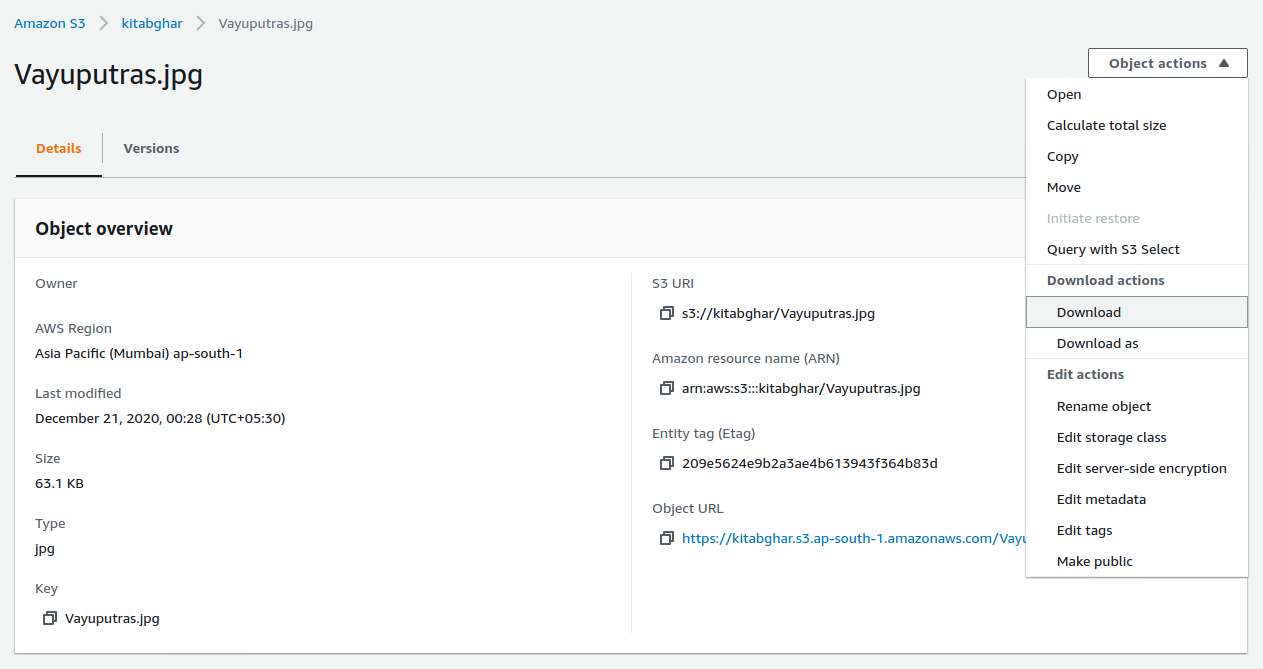 Amazon S3 > kitabghar > Vayuputras.jpg
Vayuputras.jpg
Object actions
Open
Calculate total size
Copy
Move
Initiate restore
Query with S3 Select
Download actions
Download
Download as
Edit actions
Rename object
Edit storage class
Edit server-side encryption
Edit metadata
Edit tags
Make public
Details
Versions
Object overview
Owner
AWS Region
Asia Pacific (Mumbai) ap-south-1
Last modified
December 21, 2020, 00:28 (UTC+05:30)
Size
63.1 KB
Type
jpg
Key
Vayuputras.jpg
S3 URI
s3://kitabghar/Vayuputras.jpg
Amazon resource name (ARN)
arn:aws:s3:::kitabghar/Vayuputras.jpg
Entity tag (Etag)
209e5624e9b2a3ae4b613943f364b83d
Object URL
https://kitabghar.s3.ap-south-1.amazonaws.com/Vayu